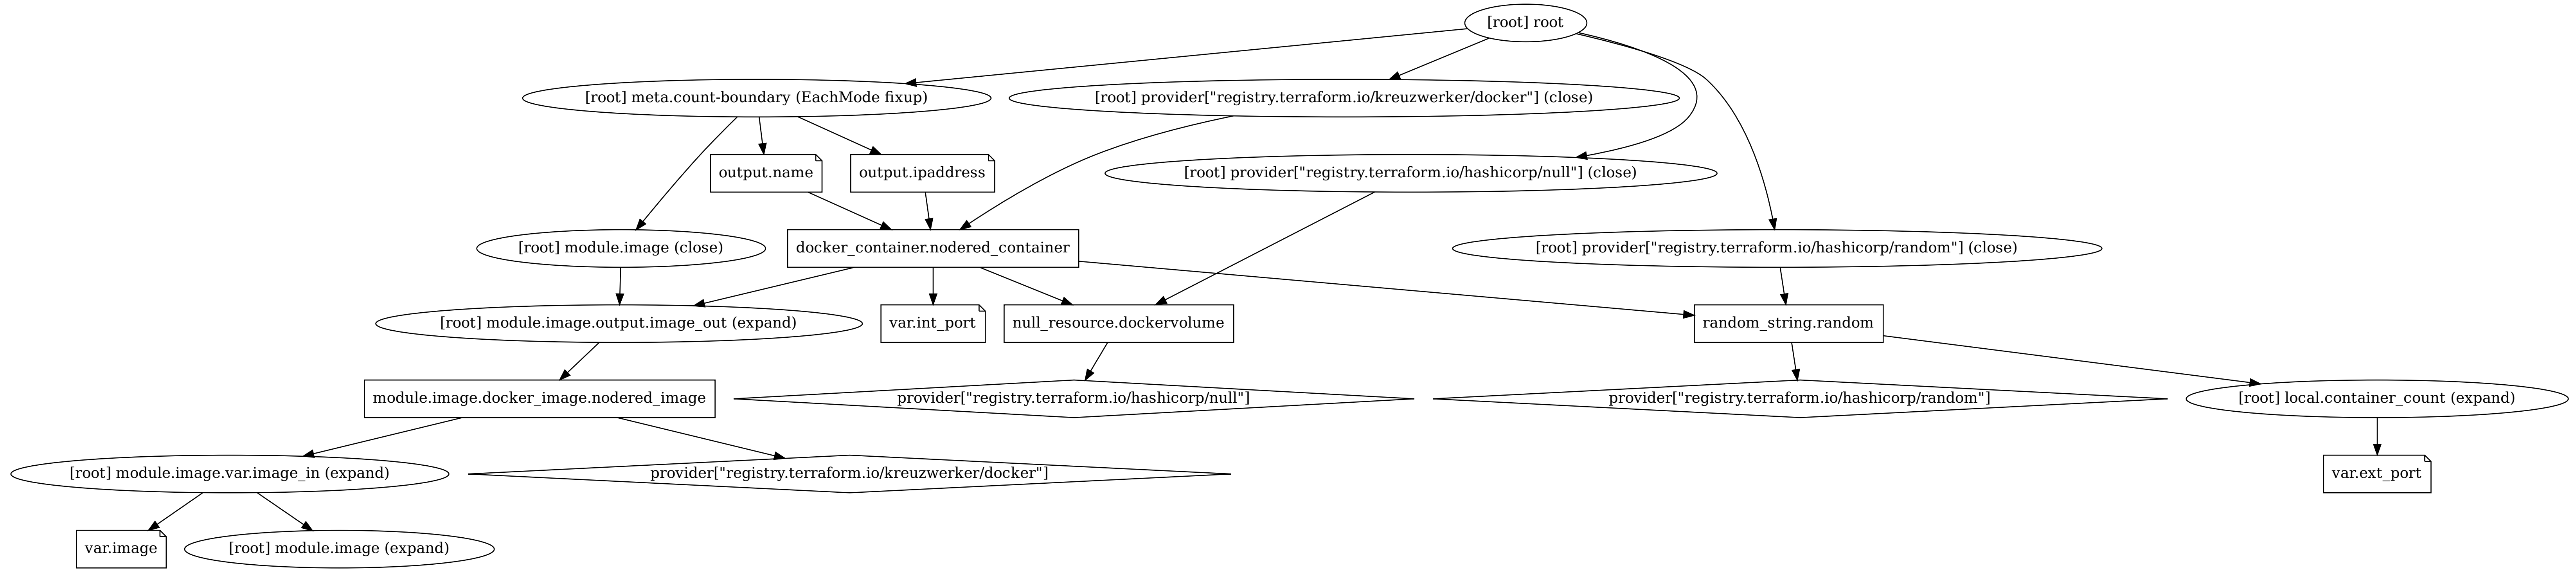 [root] root
[root] meta.count-boundary (EachMode fixup)
[root] provider["registry.terraform.io/kreuzwerker/docker"] (close)
output.name
output.ipaddress
[root] provider["registry.terraform.io/hashicorp/null"] (close)
[root] module.image (close)
docker_container.nodered_container
[root] provider["registry.terraform.io/hashicorp/random"] (close)
[root] module.image.output.image_out (expand)
var.int_port
null_resource.dockervolume
random_string.random
module.image.docker_image.nodered_image
provider["registry.terraform.io/hashicorp/null"]
provider["registry.terraform.io/hashicorp/random"]
[root] local.container_count (expand)
[root] module.image.var.image_in (expand)
provider["registry.terraform.io/kreuzwerker/docker"]
var.ext_port
var.image
[root] module.image (expand)